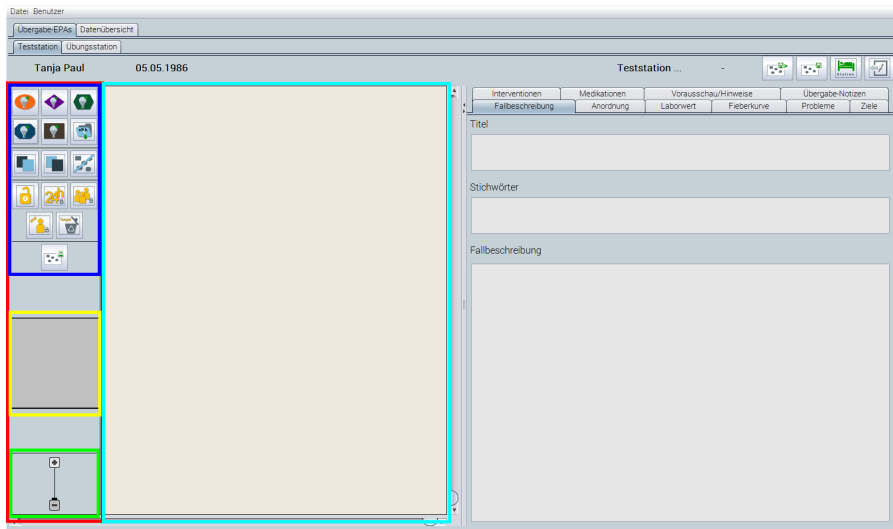 Datei Benutzer
Übergabe-EPAs Datenübersicht
Teststation Übungsstation
Tanja Paul 05.05.1986 Teststation ... -
Interventionen Medikationen Vorausschau/Hinweise Übergabe-Notizen
Fallbeschreibung Anordnung Laborwert Fieberkurve Probleme Ziele
Titel
Stichwörter
Fallbeschreibung